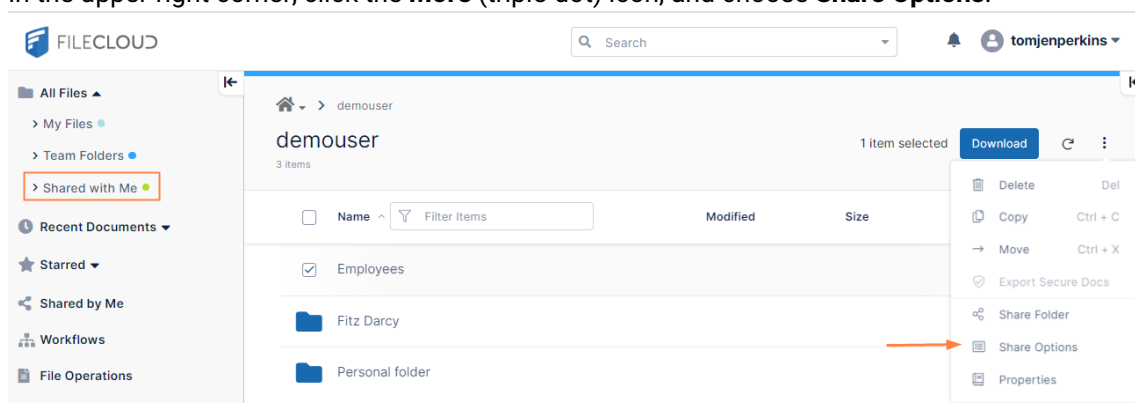 in the upper-right corner, click the More (triple dot) icon, and choose Share Options.
FILECLOUD
Search
tomjenperkins
All Files
My Files
Team Folders
Shared with Me
Recent Documents
Starred
Shared by Me
Workflows
File Operations
> demouser
demouser
3 items
1 item selected
Download
Name
Filter Items
Modified
Size
Employees
Fitz Darcy
Personal folder
Delete Del
Copy Ctrl + C
Move Ctrl + X
Export Secure Docs
Share Folder
Share Options
Properties